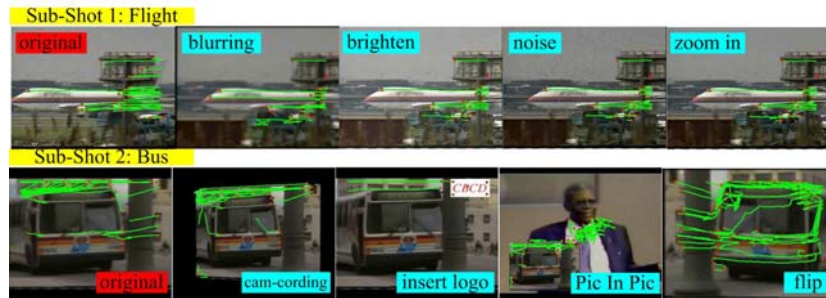 Sub-Shot 1: Flight
original
blurring
brighten
noise
zoom in
Sub-Shot 2: Bus
original
cam-cording
CBCD
insert logo
Pic In Pic
flip